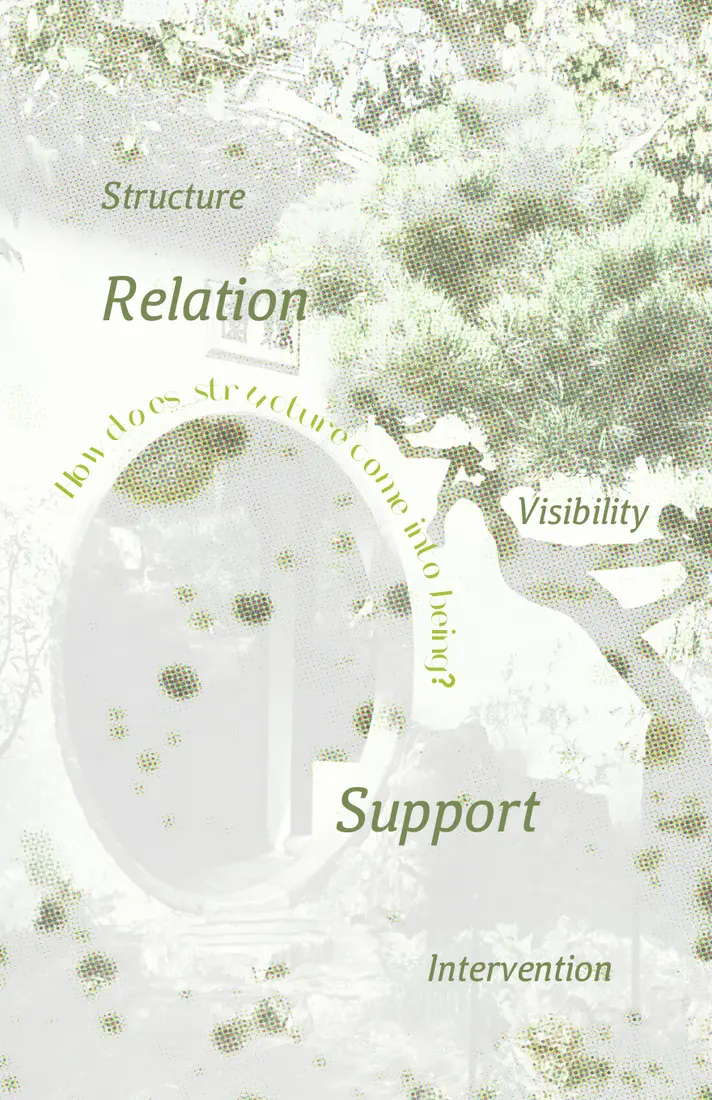 Structure
Relation
How does structure come into being?
Visibility
Support
Intervention